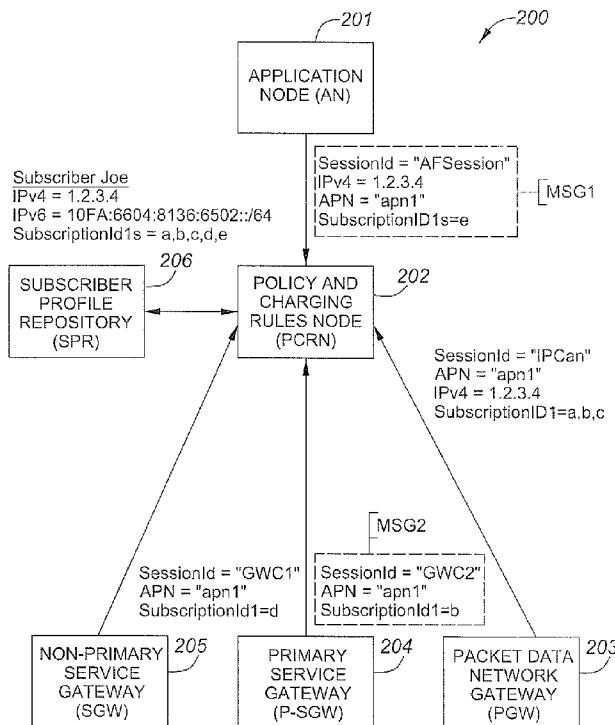 201
200
APPLICATION
NODE (AN)
SessionId = "AFSession"
IPv4 = 1.2.3.4
APN = "apn1"
SubscriptionID1s=e
MSG1
Subscriber Joe
IPv4 = 1.2.3.4
IPv6 = 10FA:6604:8136:6502::/64
SubscriptionId1s = a,b,c,d,e
206
SUBSCRIBER
PROFILE
REPOSITORY
(SPR)
202
POLICY AND
CHARGING
RULES NODE
(PCRN)
SessionId = "IPCan"
APN = "apn1"
IPv4 = 1.2.3.4
SubscriptionID1=a,b,c
MSG2
SessionId = "GWC1"
APN = "apn1"
SubscriptionId1=d
SessionId = "GWC2"
APN = "apn1"
SubscriptionId1=b
205
NON-PRIMARY
SERVICE
GATEWAY
(SGW)
204
PRIMARY
SERVICE
GATEWAY
(P-SGW)
203
PACKET DATA
NETWORK
GATEWAY
(PGW)